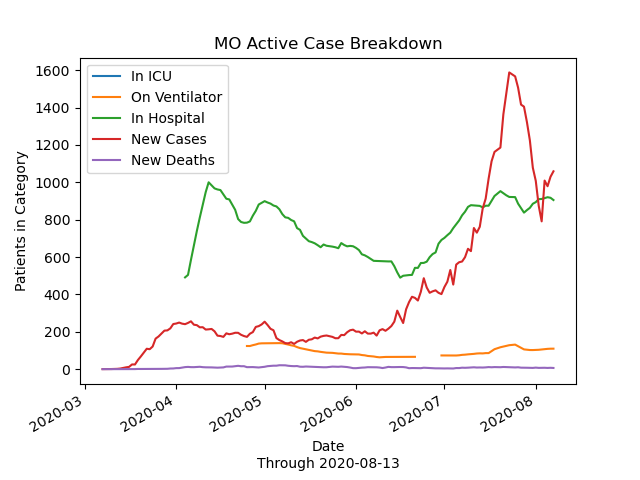 MO Active Case Breakdown
In ICU
On Ventilator
In Hospital
New Cases
New Deaths
Patients in Category
1600
1400
1200
1000
800
600
400
200
0
2020-03
2020-04
2020-05
2020-06
2020-07
2020-08
Date
Through 2020-08-13